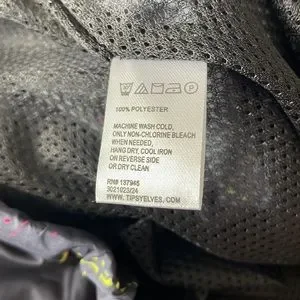 100% POLYESTER
MACHINE WASH COLD,
ONLY NON-CHLORINE BLEACH
WHEN NEEDED,
HANG DRY, COOL IRON
ON REVERSE SIDE
OR DRY CLEAN
RN# 137946
3021023/24
WWW.TIPSYELVES.COM